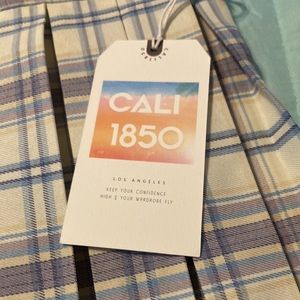 CALI
1850
LOS ANGELES
KEEP YOUR CONFIDENCE
HIGH & YOUR WARDROBE FLY